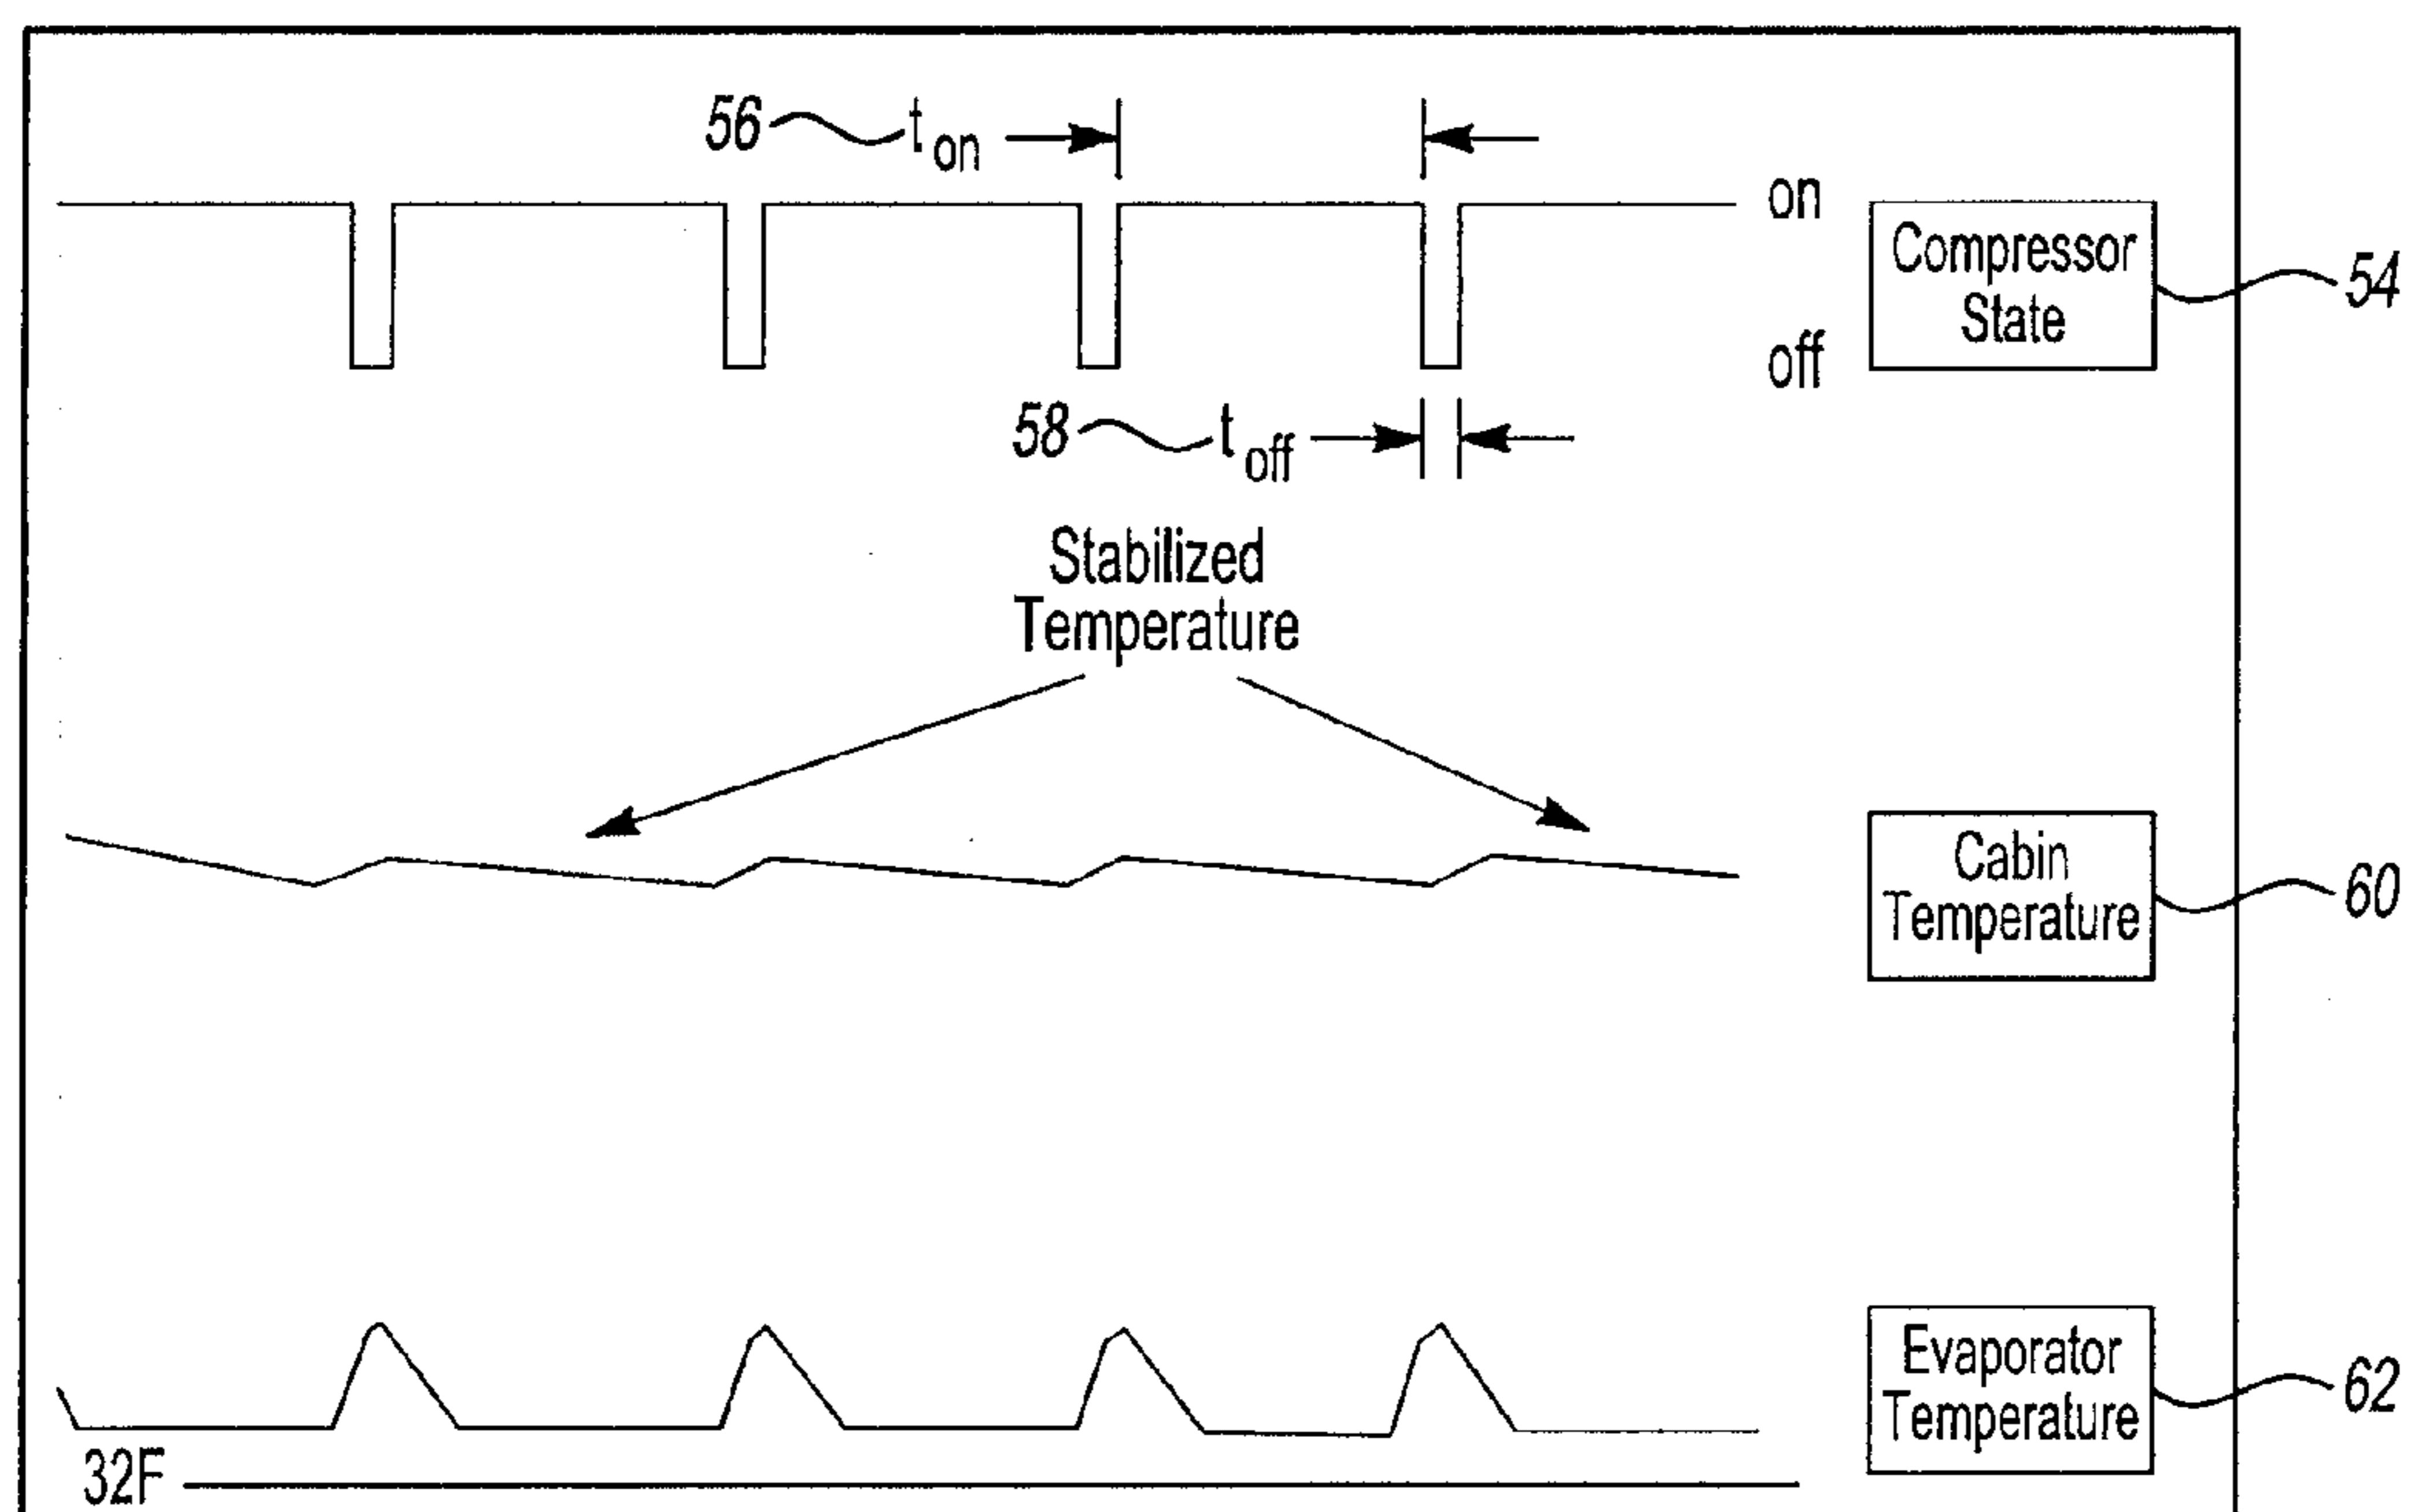 56 t on
on
Compressor
State
54
off
58 t off
Stabilized
Temperature
Cabin
Temperature
60
Evaporator
Temperature
62
32F